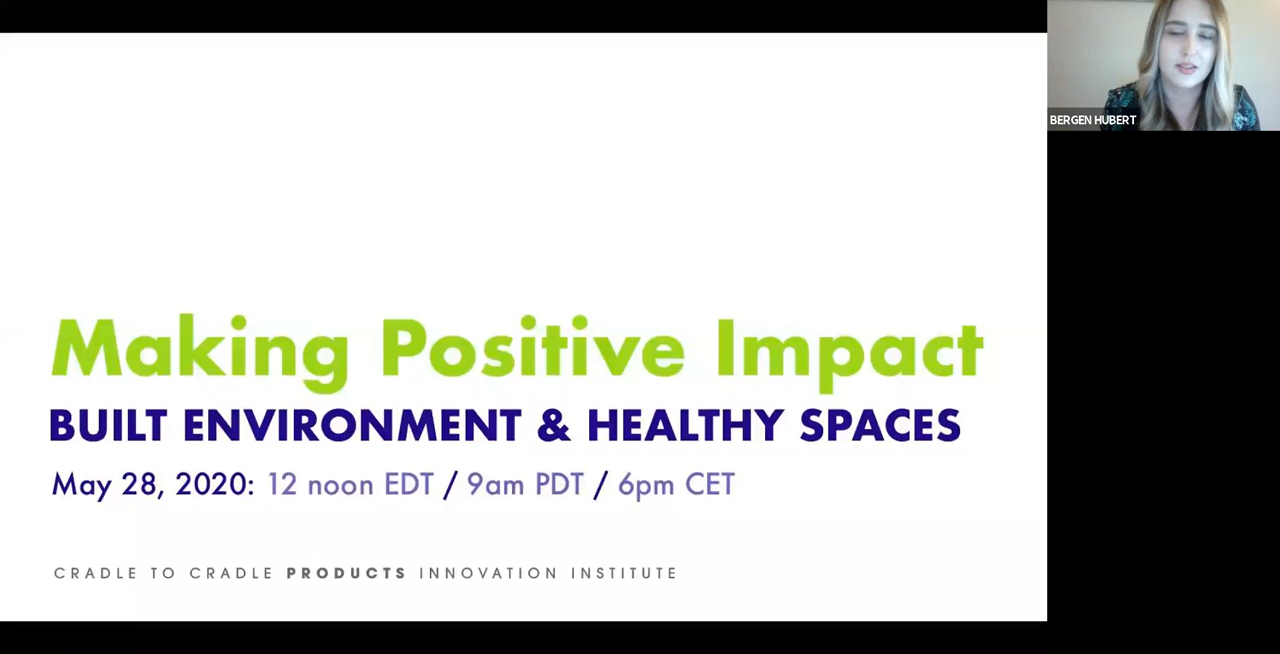 BERGEN HUBERT
Making Positive Impact
BUILT ENVIRONMENT & HEALTHY SPACES
May 28, 2020: 12 noon EDT / 9am PDT / 6pm CET
CRADLE TO CRADLE PRODUCTS INNOVATION INSTITUTE